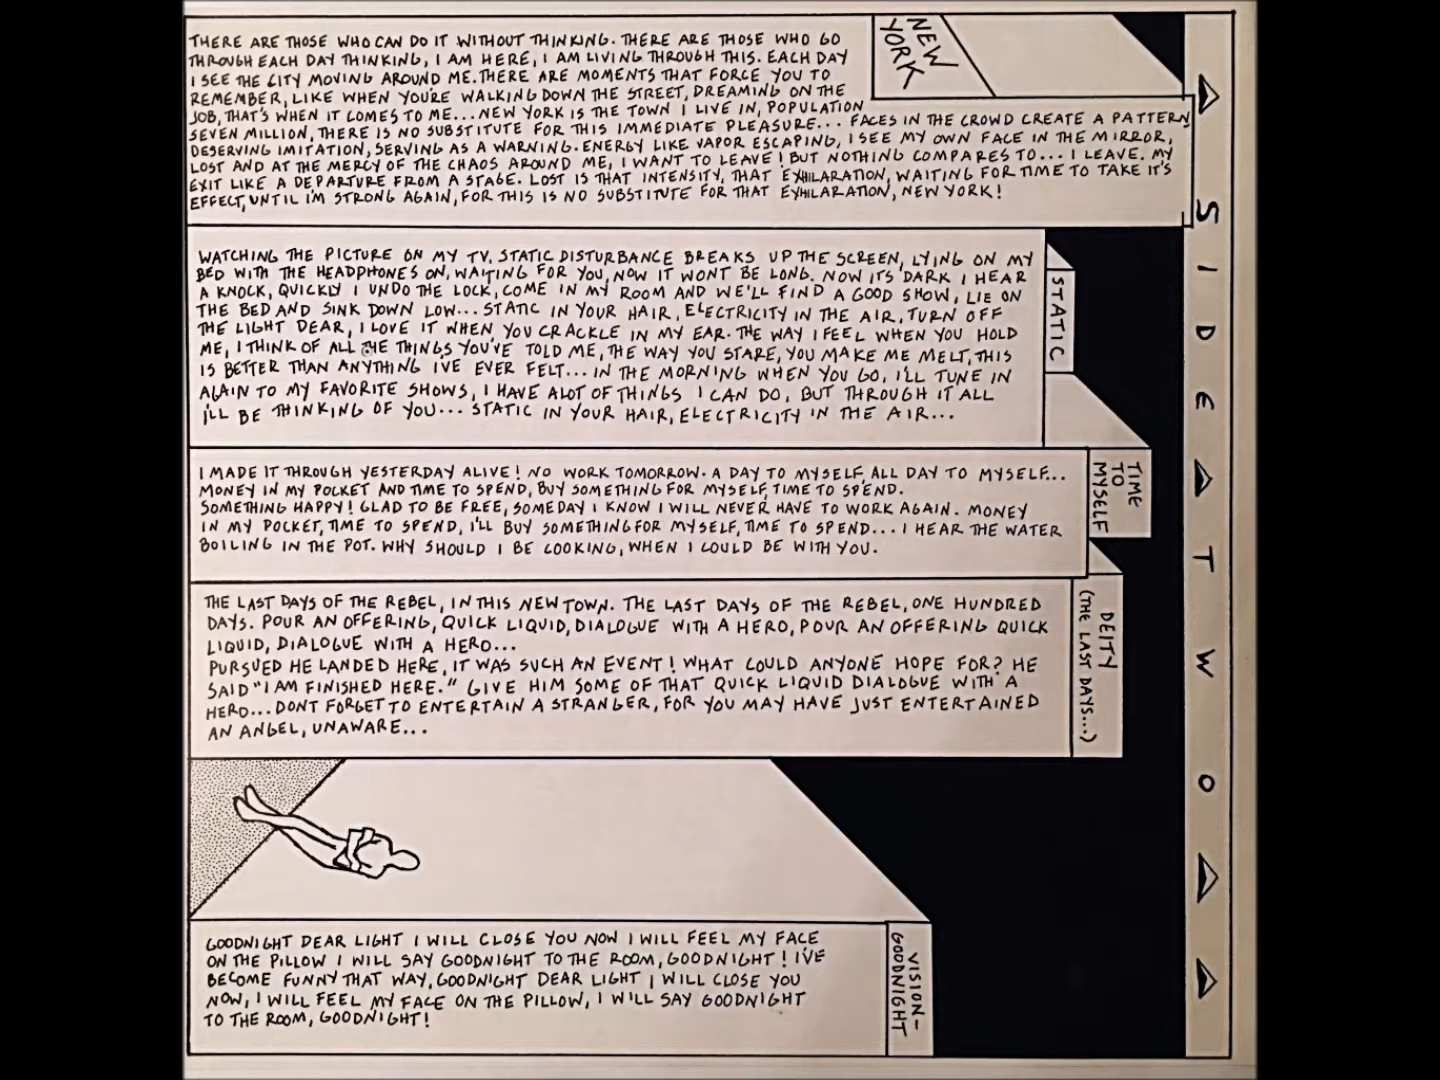 NEW
YORK
THERE ARE THOSE WHO CAN DO IT WITHOUT THINKING. THERE ARE THOSE WHO GO
THROUGH EACH DAY THINKING, I AM HERE, I AM LIVING THROUGH THIS. EACH DAY
I SEE THE CITY MOVING AROUND ME. THERE ARE MOMENTS THAT FORCE YOU TO
REMEMBER, LIKE WHEN YOU'RE WALKING DOWN THE STREET, DREAMING ON THE
JOB, THAT'S WHEN IT COMES TO ME... NEW YORK IS THE TOWN I LIVE IN, POPULATION
SEVEN MILLION, THERE IS NO SUBSTITUTE FOR THIS IMMEDIATE PLEASURE... FACES IN THE CROWD CREATE A PATTERN
DESERVING IMITATION, SERVING AS A WARNING. ENERGY LIKE VAPOR ESCAPING, I SEE MY OWN FACE IN THE MIRROR,
LOST AND AT THE MERCY OF THE CHAOS AROUND ME, I WANT TO LEAVE! BUT NOTHING COMPARES TO... I LEAVE. MY
EXIT LIKE A DEPARTURE FROM A STAGE. LOST IS THAT INTENSITY, THAT EXHILARATION, WAITING FOR TIME TO TAKE IT'S
EFFECT, UNTIL I'M STRONG AGAIN, FOR THIS IS NO SUBSTITUTE FOR THAT EXHILARATION, NEW YORK!
STATIC
WATCHING THE PICTURE ON MY TV, STATIC DISTURBANCE BREAKS UP THE SCREEN, LYING ON MY
BED WITH THE HEADPHONES ON, WAITING FOR YOU, NOW IT WONT BE LONG. NOW ITS DARK I HEAR
A KNOCK, QUICKLY I UNDO THE LOCK, COME IN MY ROOM AND WE'LL FIND A GOOD SHOW, LIE ON
THE BED AND SINK DOWN LOW... STATIC IN YOUR HAIR, ELECTRICITY IN THE AIR, TURN OFF
THE LIGHT DEAR, I LOVE IT WHEN YOU CRACKLE IN MY EAR. THE WAY I FEEL WHEN YOU HOLD
ME, I THINK OF ALL THE THINGS YOU'VE TOLD ME, THE WAY YOU STARE, YOU MAKE ME MELT, THIS
IS BETTER THAN ANYTHING I'VE EVER FELT... IN THE MORNING WHEN YOU GO, I'LL TUNE IN
AGAIN TO MY FAVORITE SHOWS, I HAVE ALOT OF THINGS I CAN DO, BUT THROUGH IT ALL
I'LL BE THINKING OF YOU... STATIC IN YOUR HAIR, ELECTRICITY IN THE AIR...
TIME
TO
MYSELF
I MADE IT THROUGH YESTERDAY ALIVE! NO WORK TOMORROW. A DAY TO MYSELF, ALL DAY TO MYSELF...
MONEY IN MY POCKET AND TIME TO SPEND, BUY SOMETHING FOR MYSELF, TIME TO SPEND.
SOMETHING HAPPY! GLAD TO BE FREE, SOMEDAY I KNOW I WILL NEVER HAVE TO WORK AGAIN. MONEY
IN MY POCKET, TIME TO SPEND, I'LL BUY SOMETHING FOR MYSELF, TIME TO SPEND... I HEAR THE WATER
BOILING IN THE POT. WHY SHOULD I BE COOKING, WHEN I COULD BE WITH YOU.
DEITY
(THE LAST DAYS...)
THE LAST DAYS OF THE REBEL, IN THIS NEW TOWN. THE LAST DAYS OF THE REBEL, ONE HUNDRED
DAYS. POUR AN OFFERING, QUICK LIQUID, DIALOGUE WITH A HERO, POUR AN OFFERING QUICK
LIQUID, DIALOGUE WITH A HERO...
PURSUED HE LANDED HERE, IT WAS SUCH AN EVENT! WHAT COULD ANYONE HOPE FOR? HE
SAID "I AM FINISHED HERE." GIVE HIM SOME OF THAT QUICK LIQUID DIALOGUE WITH A
HERO... DONT FORGET TO ENTERTAIN A STRANGER, FOR YOU MAY HAVE JUST ENTERTAINED
AN ANGEL, UNAWARE...
VISION-
GOODNIGHT
GOODNIGHT DEAR LIGHT I WILL CLOSE YOU NOW I WILL FEEL MY FACE
ON THE PILLOW I WILL SAY GOODNIGHT TO THE ROOM, GOODNIGHT! I'VE
BECOME FUNNY THAT WAY, GOODNIGHT DEAR LIGHT I WILL CLOSE YOU
NOW, I WILL FEEL MY FACE ON THE PILLOW, I WILL SAY GOODNIGHT
TO THE ROOM, GOODNIGHT!
SIDE TWO